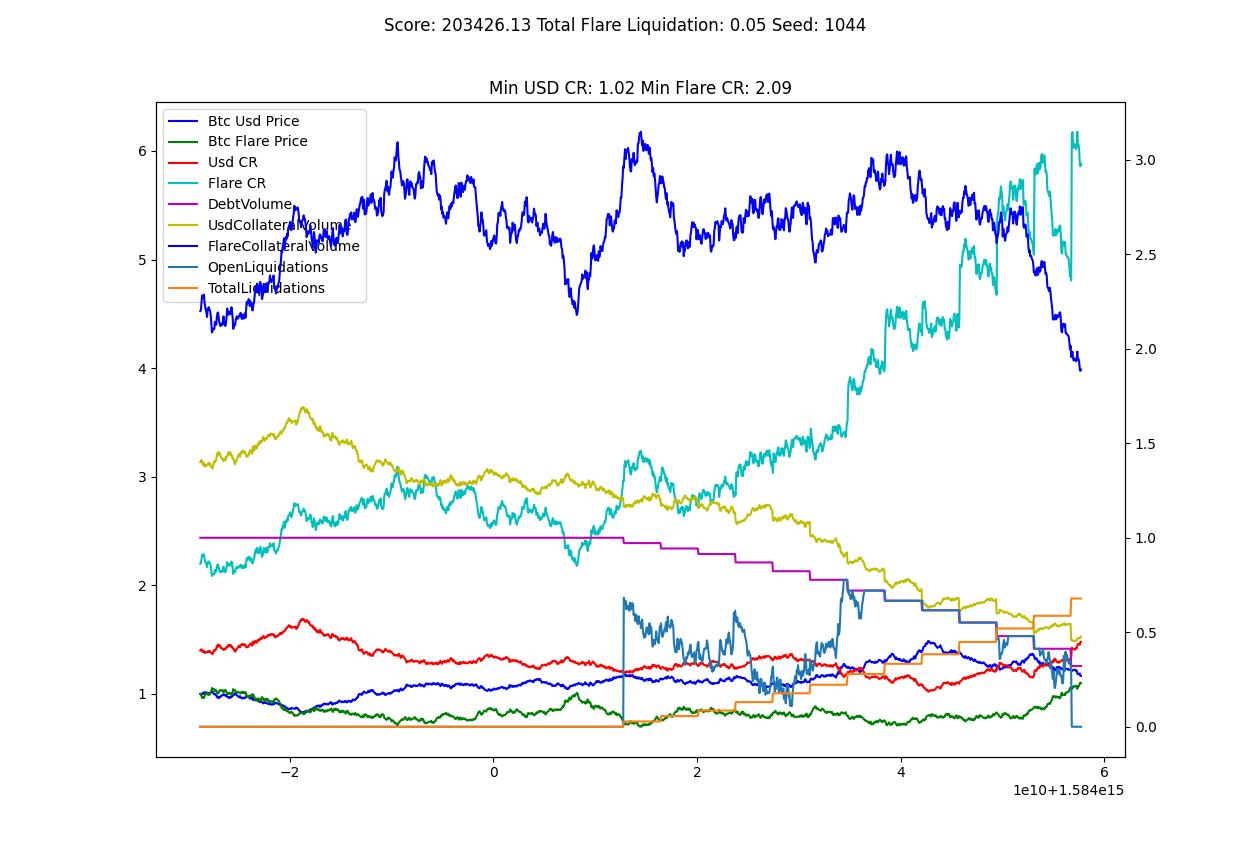 Score: 203426.13 Total Flare Liquidation: 0.05 Seed: 1044
Min USD CR: 1.02 Min Flare CR: 2.09
Btc Usd Price
Btc Flare Price
Usd CR
Flare CR
DebtVolume
UsdCollateralVolume
FlareCollateralVolume
OpenLiquidations
TotalLiquidations
6
5
4
3
2
1
3.0
2.5
2.0
1.5
1.0
0.5
0.0
−2
0
2
4
6
1e10+1.584e15